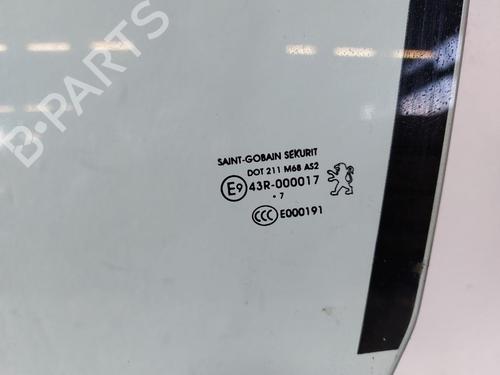 B-PARTS
SAINT-GOBAIN SEKURIT
DOT 211 M68 AS2
E9 43R-000017
• 7
CCC E000191